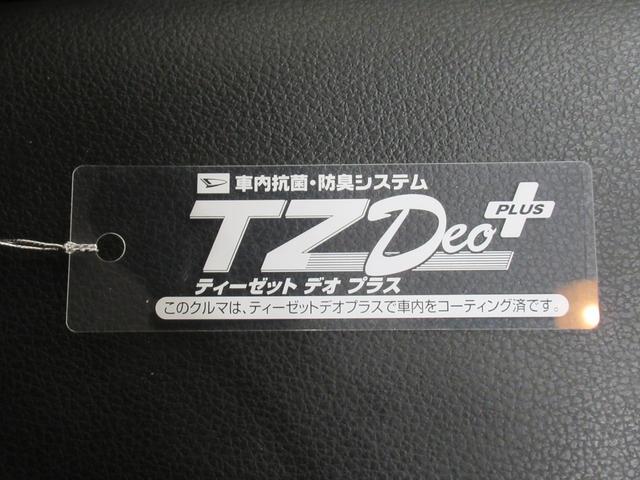 車内抗菌・防臭システム
TZ Deo PLUS
ティーゼット デオ プラス
このクルマは、ティーゼットデオプラスで車内をコーティング済です。